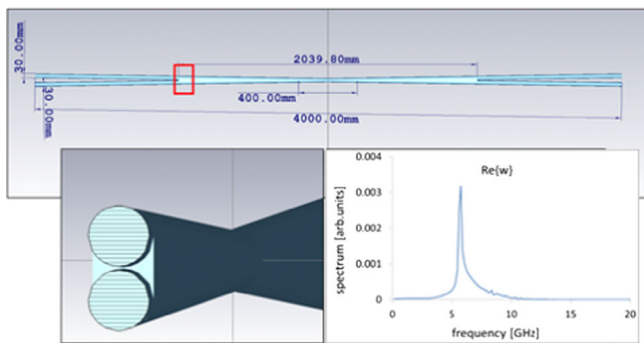 30.00mm
2039.80mm
30.00mm
400.00mm
4000.00mm
Re{w}
spectrum [arb.units]
0.004
0.003
0.002
0.001
0
0
5
10
15
20
frequency [GHz]